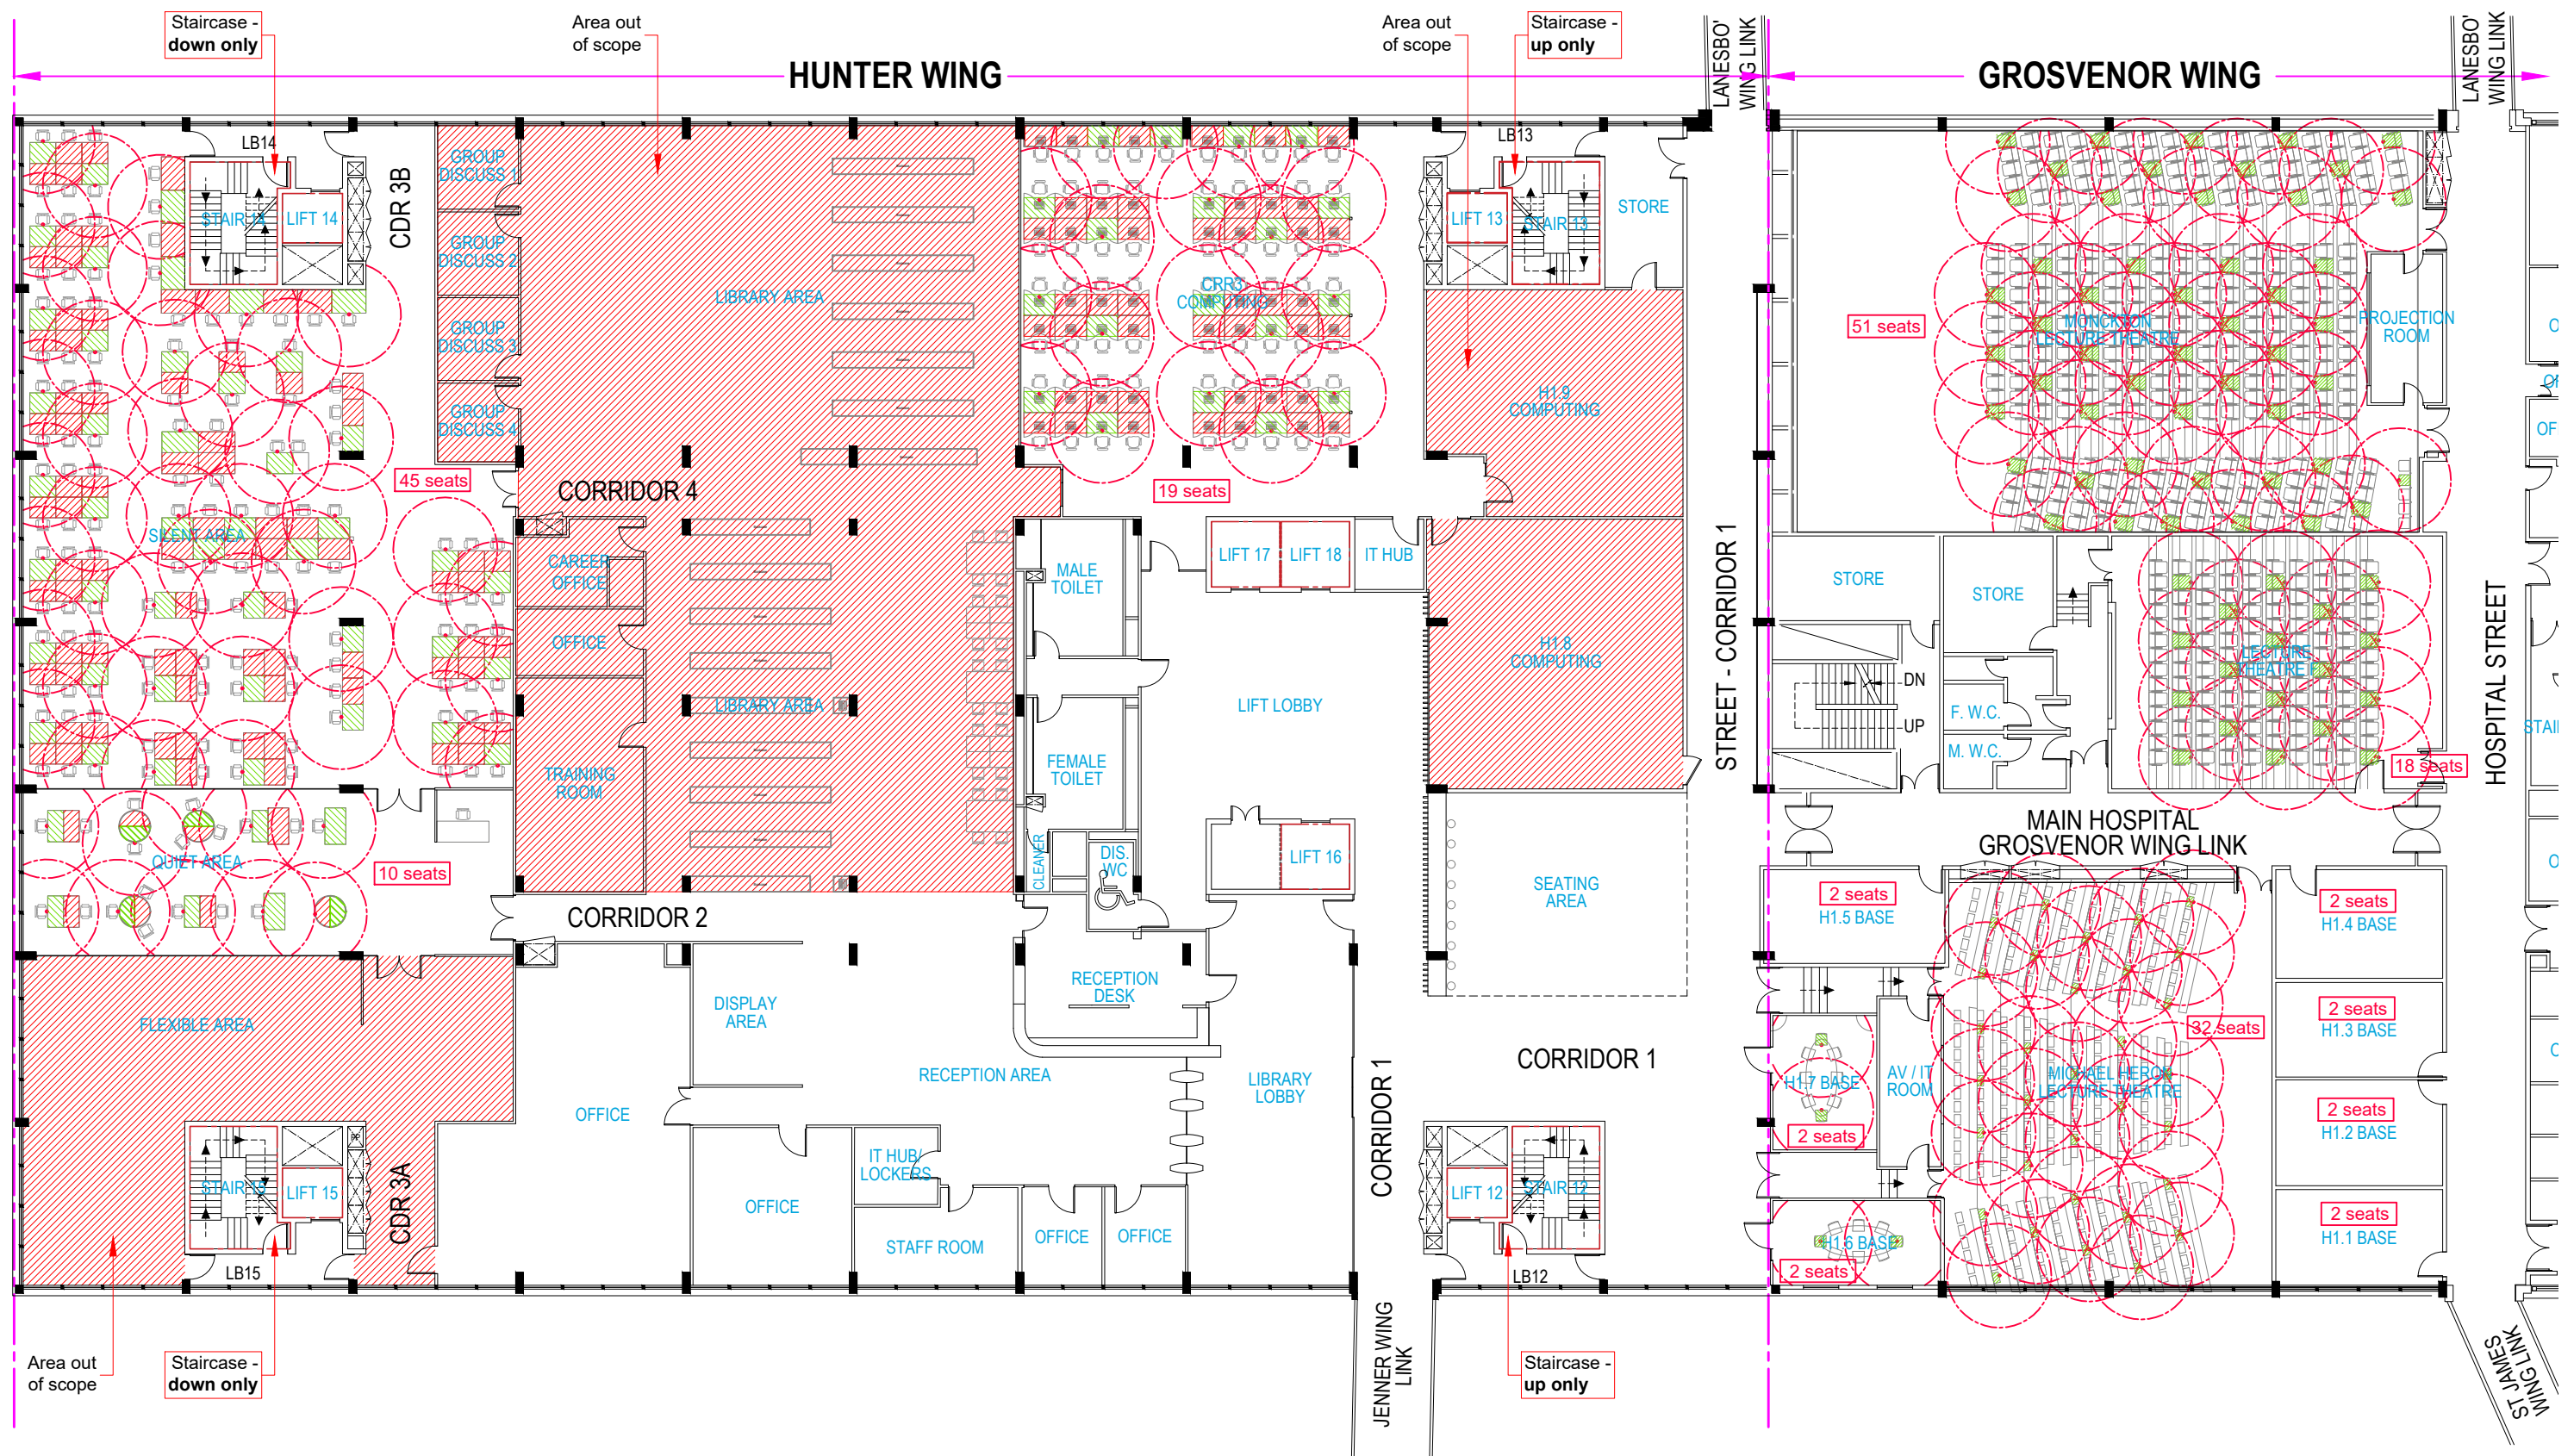 Staircase -
down only
Area out
of scope
Area out
of scope
Staircase -
up only
LANESBO'
WING LINK
LANESBO'
WING LINK
HUNTER WING
GROSVENOR WING
LB14
LB13
GROUP
DISCUSS 1
STAIR 14
LIFT 14
CDR 3B
LIFT 13
STAIR 13
STORE
GROUP
DISCUSS 2
LIBRARY AREA
CRR3
COMPUTING
GROUP
DISCUSS 3
51 seats
MONCKTON
LECTURE THEATRE
PROJECTION
ROOM
GROUP
DISCUSS 4
H1.9
COMPUTING
OF
45 seats
CORRIDOR 4
19 seats
SILENT AREA
CAREER
OFFICE
MALE
TOILET
LIFT 17
LIFT 18
IT HUB
STREET - CORRIDOR 1
STORE
STORE
HOSPITAL STREET
OFFICE
H1.8
COMPUTING
LECTURE
THEATRE F
LIBRARY AREA
LIFT LOBBY
DN
UP
F. W.C.
M. W.C.
STAI
TRAINING
ROOM
FEMALE
TOILET
18 seats
MAIN HOSPITAL
GROSVENOR WING LINK
QUIET AREA
10 seats
CLEANER
DIS.
WC
LIFT 16
SEATING
AREA
2 seats
H1.5 BASE
2 seats
H1.4 BASE
CORRIDOR 2
RECEPTION
DESK
DISPLAY
AREA
FLEXIBLE AREA
2 seats
H1.3 BASE
32 seats
CORRIDOR 1
RECEPTION AREA
LIBRARY
LOBBY
CORRIDOR 1
H1.7 BASE
AV / IT
ROOM
MICHAEL HERON
LECTURE THEATRE
OFFICE
2 seats
H1.2 BASE
2 seats
IT HUB/
LOCKERS
STAIR 15
LIFT 15
CDR 3A
OFFICE
LIFT 12
STAIR 12
2 seats
H1.1 BASE
STAFF ROOM
OFFICE
OFFICE
H1.6 BASE
2 seats
LB15
LB12
JENNER WING
LINK
ST JAMES
WING LINK
Area out
of scope
Staircase -
down only
Staircase -
up only